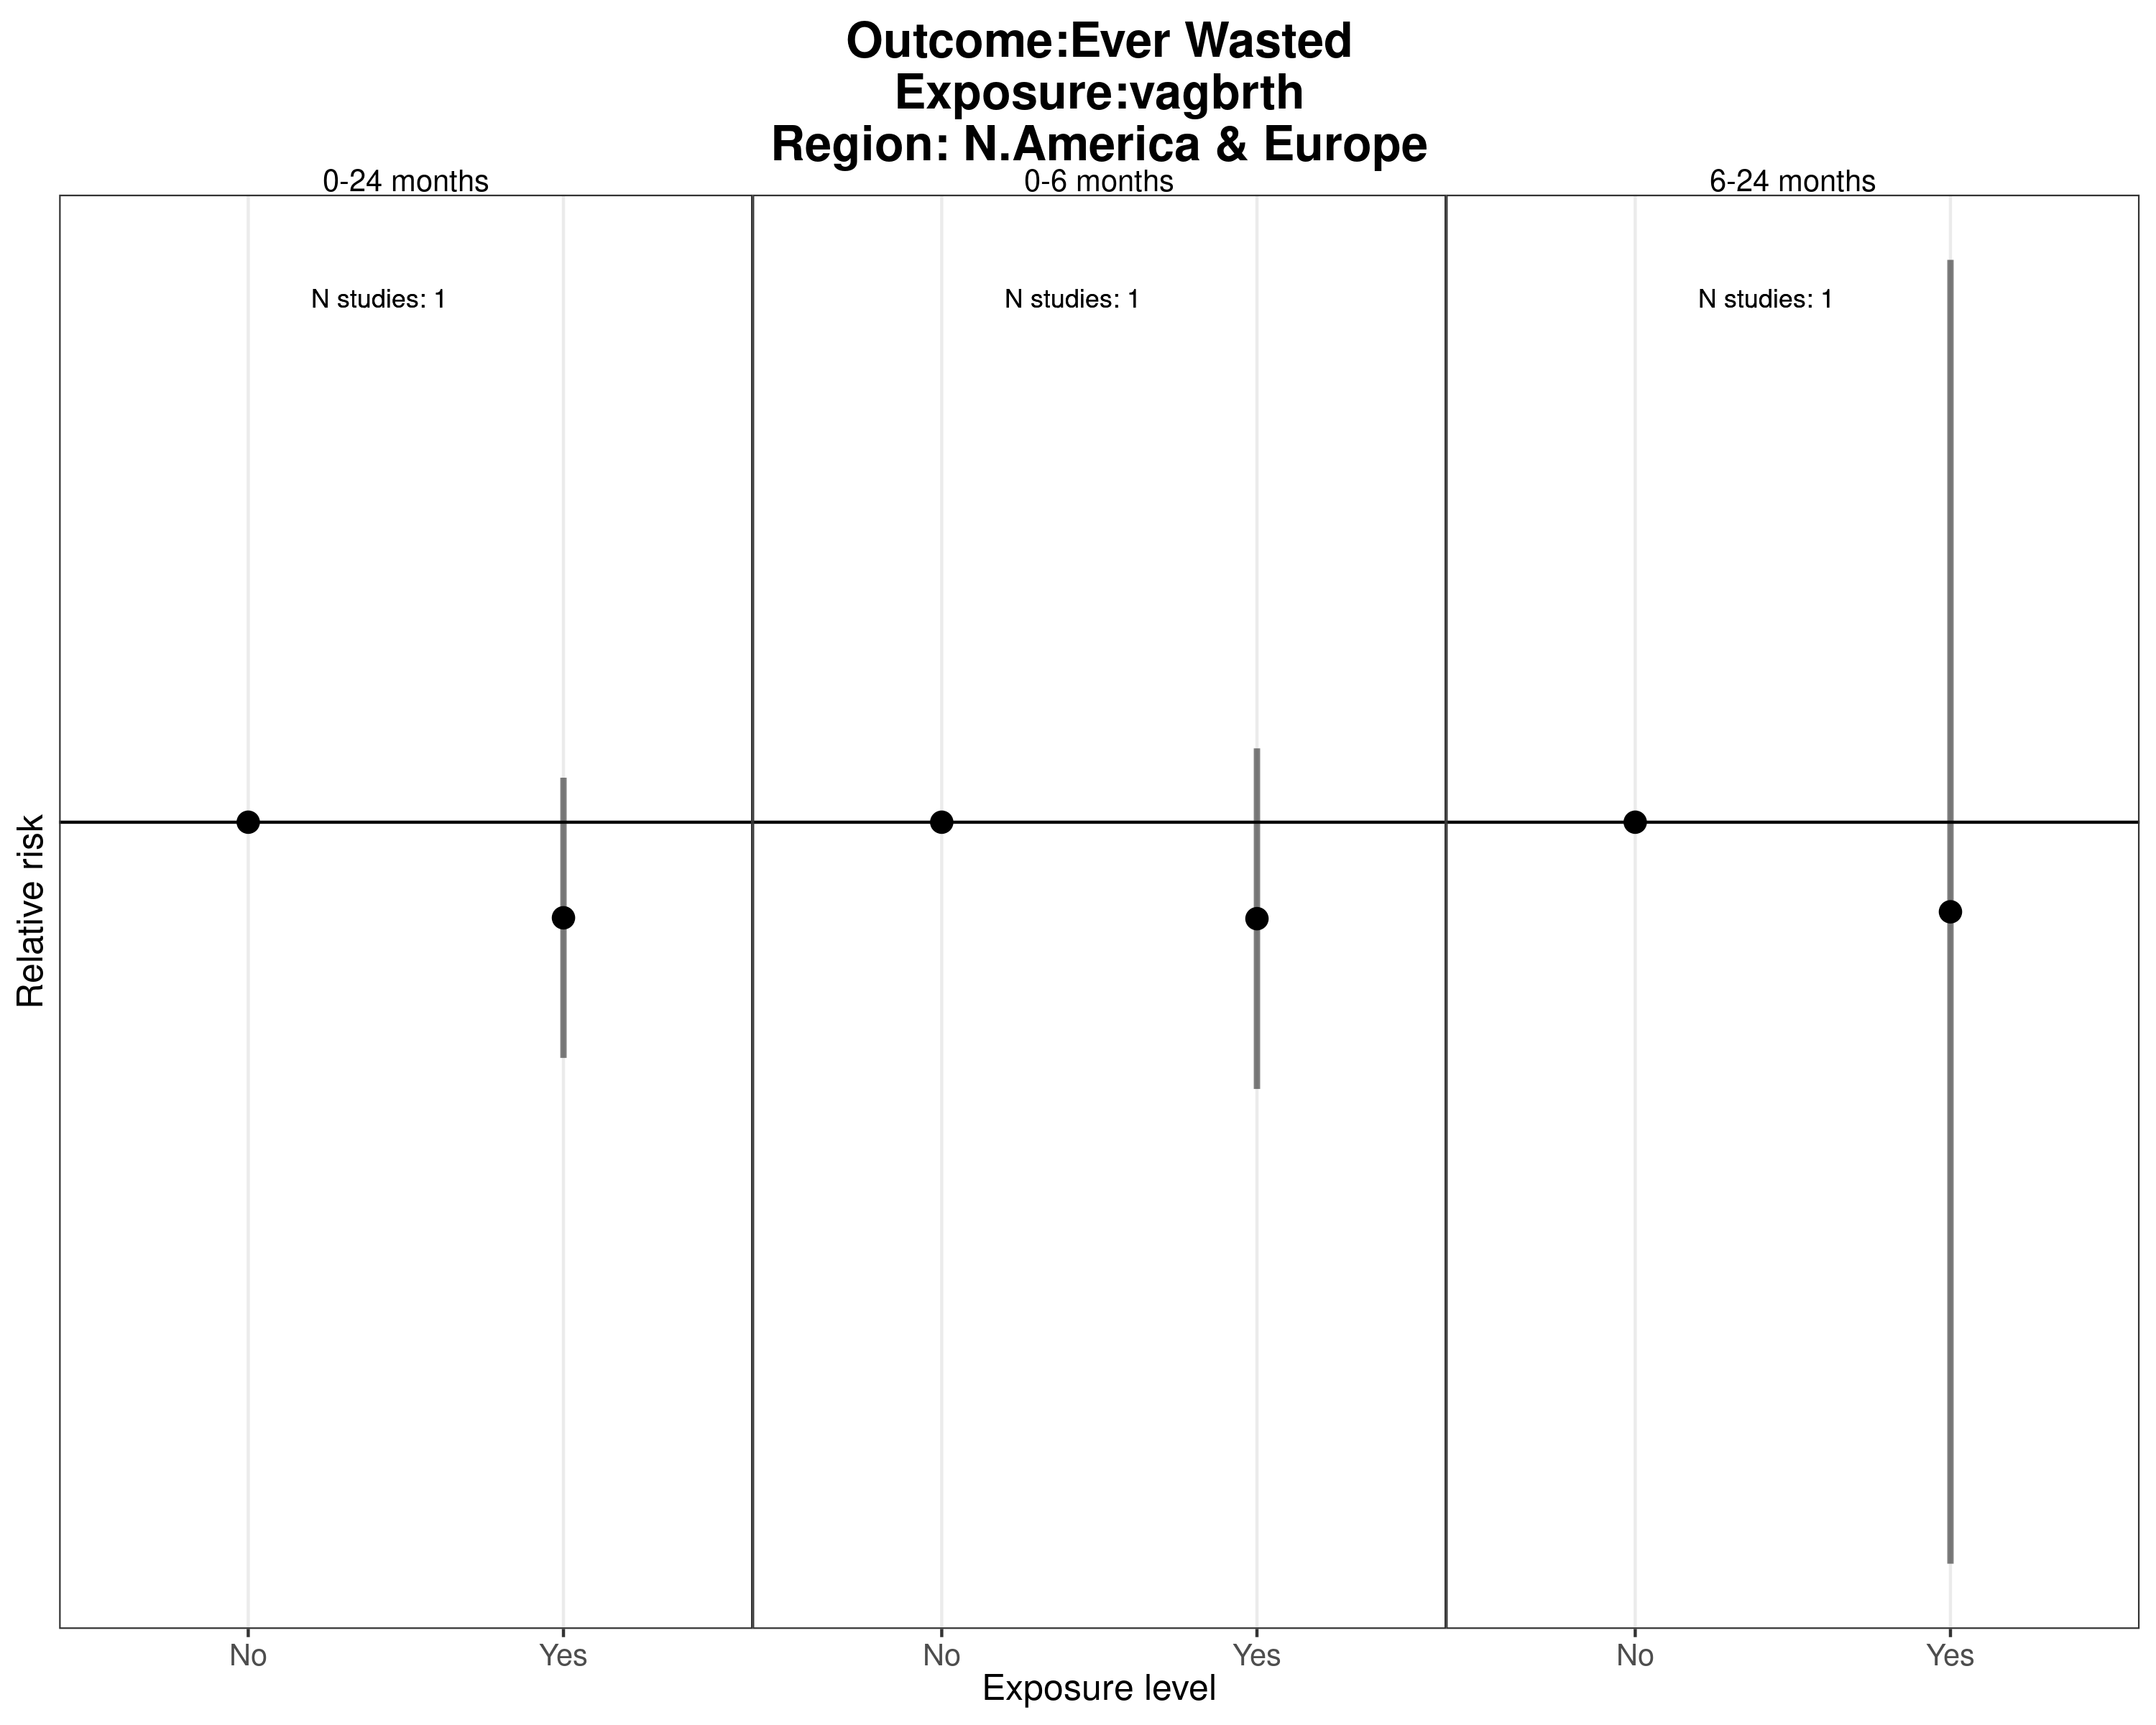 Outcome:Ever Wasted
Exposure:vagbrth
Region: N.America & Europe
0-24 months
0-6 months
6-24 months
N studies: 1
N studies: 1
N studies: 1
Relative risk
No
Yes
No
Yes
No
Yes
Exposure level